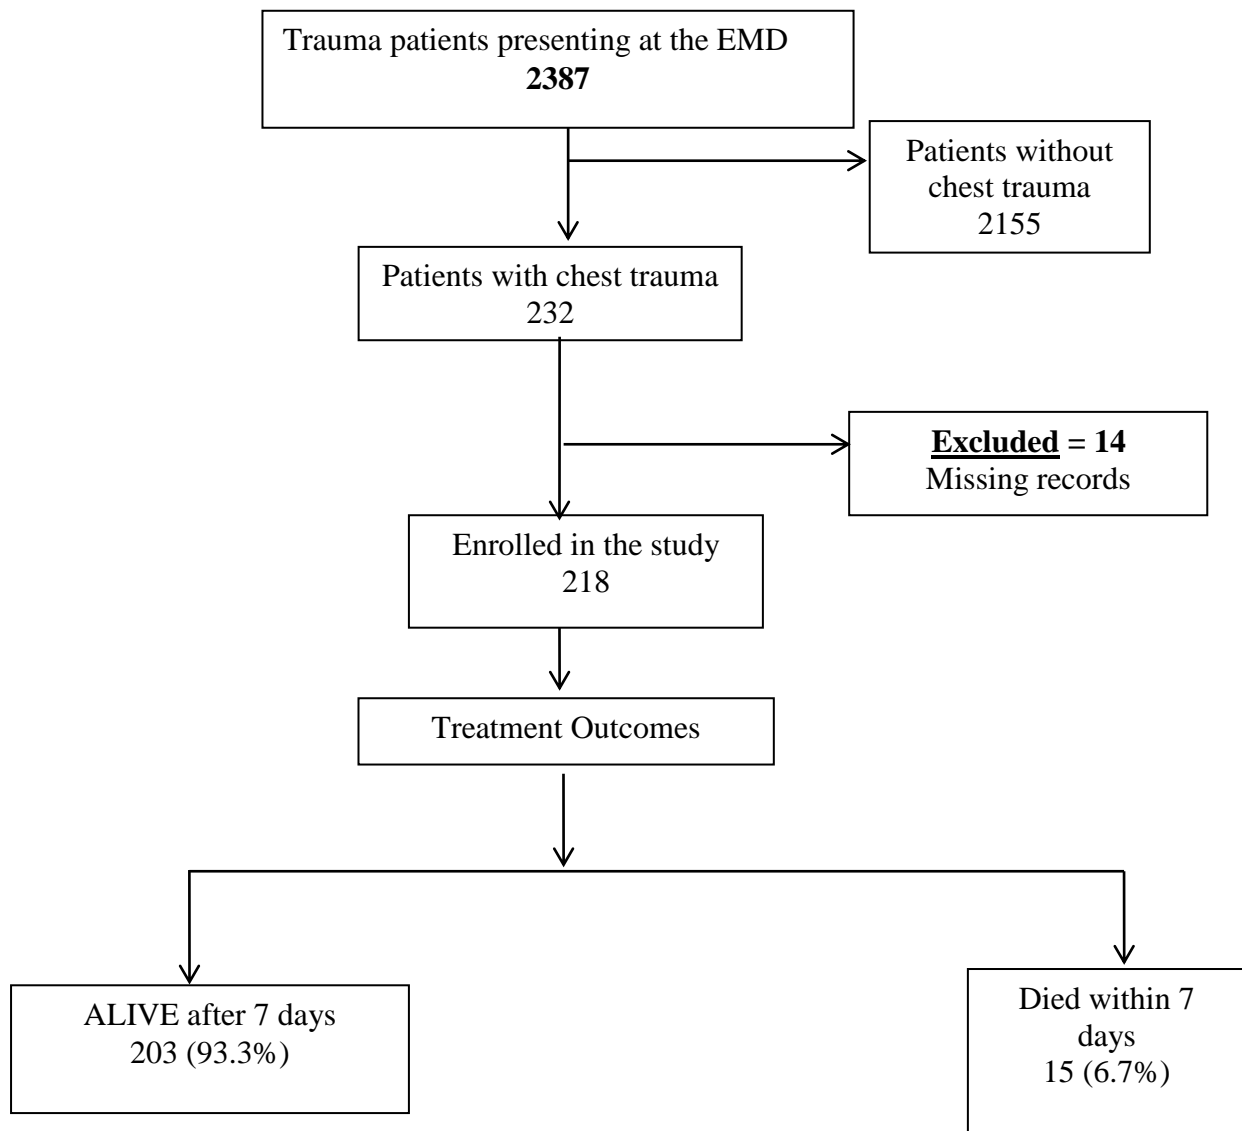 Trauma patients presenting at the EMD
2387
Patients without
chest trauma
2155
Patients with chest trauma
232
Excluded = 14
Missing records
Enrolled in the study
218
Treatment Outcomes
ALIVE after 7 days
203 (93.3%)
Died within 7
days
15 (6.7%)